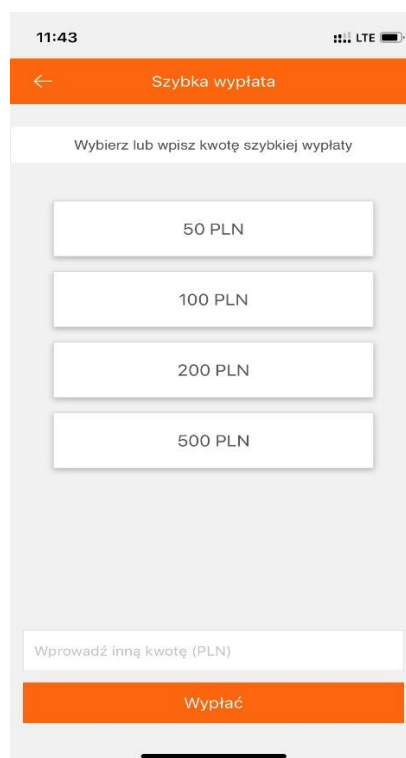 11:43
LTE
Szybka wypłata
Wybierz lub wpisz kwotę szybkiej wypłaty
50 PLN
100 PLN
200 PLN
500 PLN
Wprowadź inną kwotę (PLN)
Wypłać